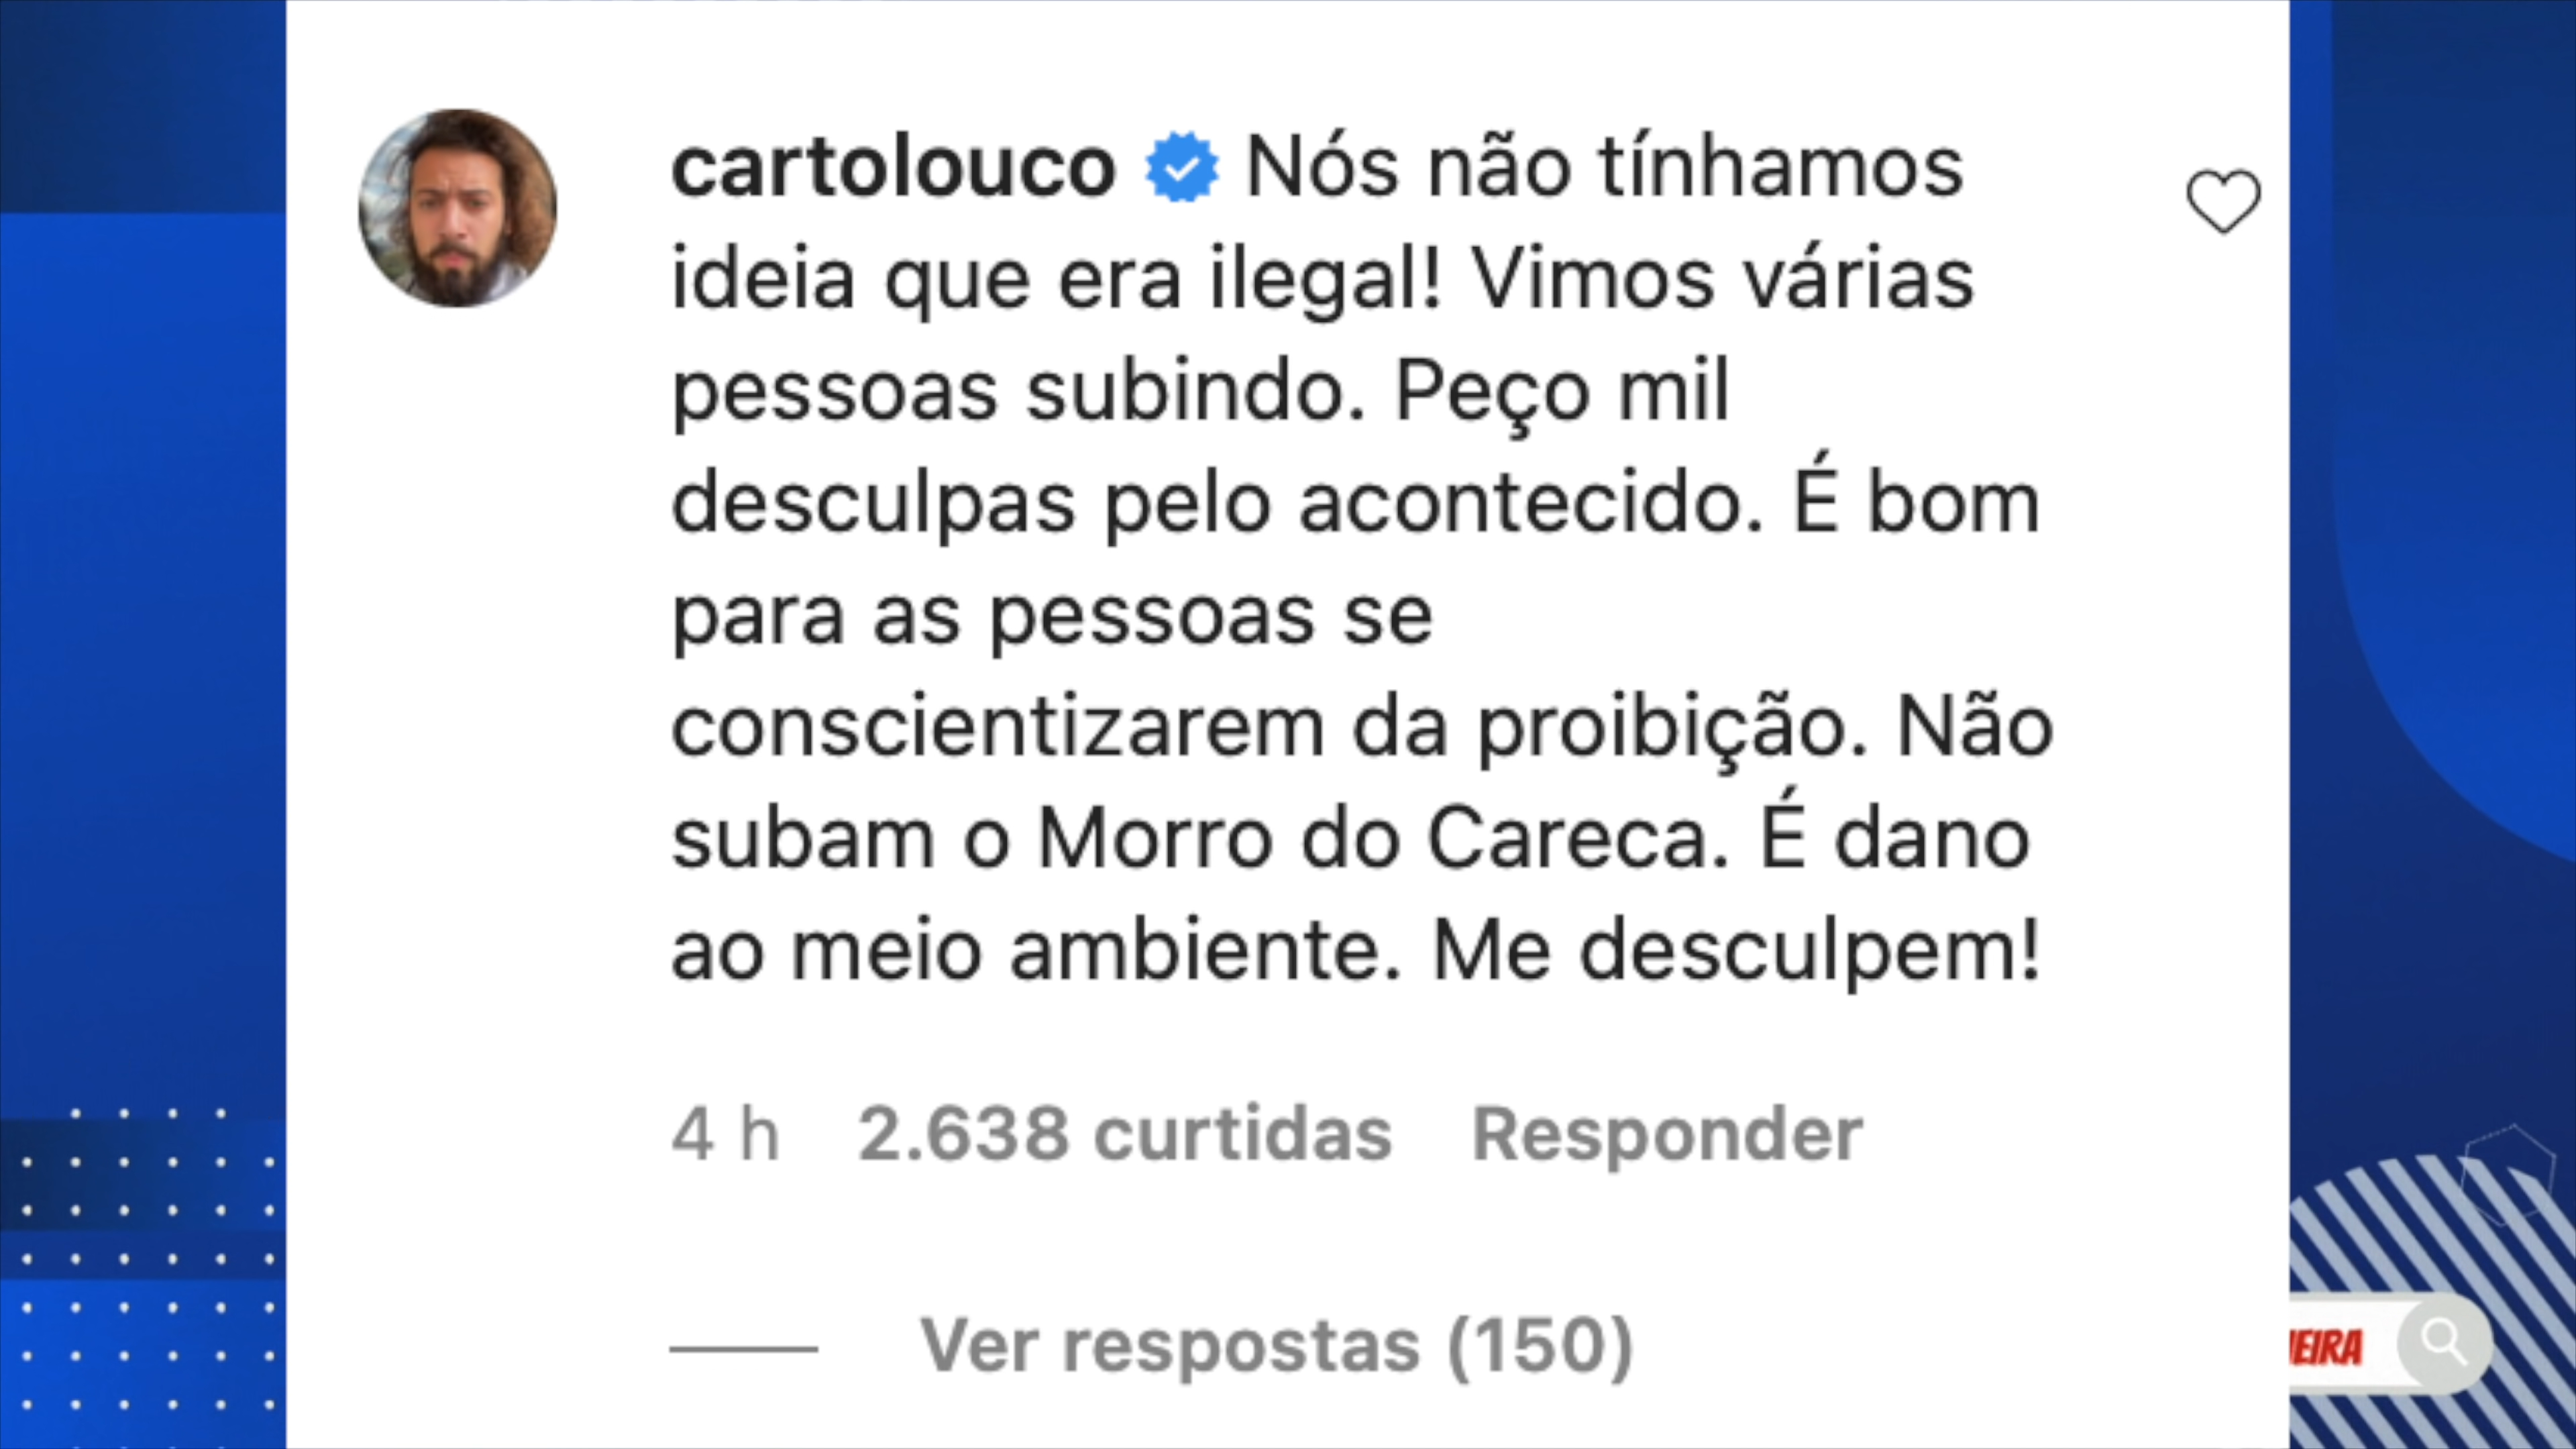 cartolouco Nós não tínhamos
ideia que era ilegal! Vimos várias
pessoas subindo. Peço mil
desculpas pelo acontecido. É bom
para as pessoas se
conscientizarem da proibição. Não
subam o Morro do Careca. É dano
ao meio ambiente. Me desculpem!
4 h 2.638 curtidas Responder
Ver respostas (150)
EIRA